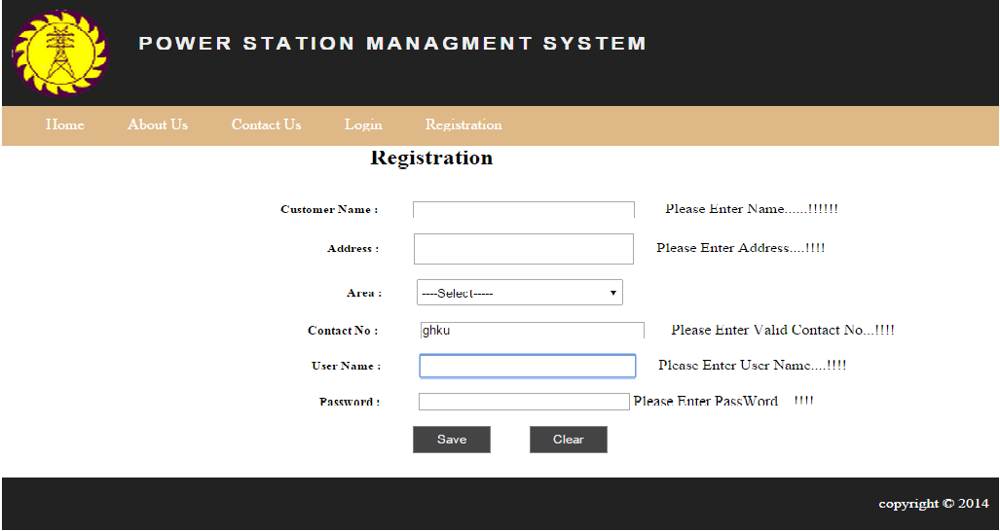 POWER STATION MANAGMENT SYSTEM
Home About Us Contact Us Login Registration
Registration
Customer Name : Please Enter Name......!!!!!!
Address : Please Enter Address....!!!!
Area : ----Select-----
Contact No : ghku Please Enter Valid Contact No...!!!!
User Name : Please Enter User Name....!!!!
Password : Please Enter PassWord !!!!
Save Clear
copyright © 2014